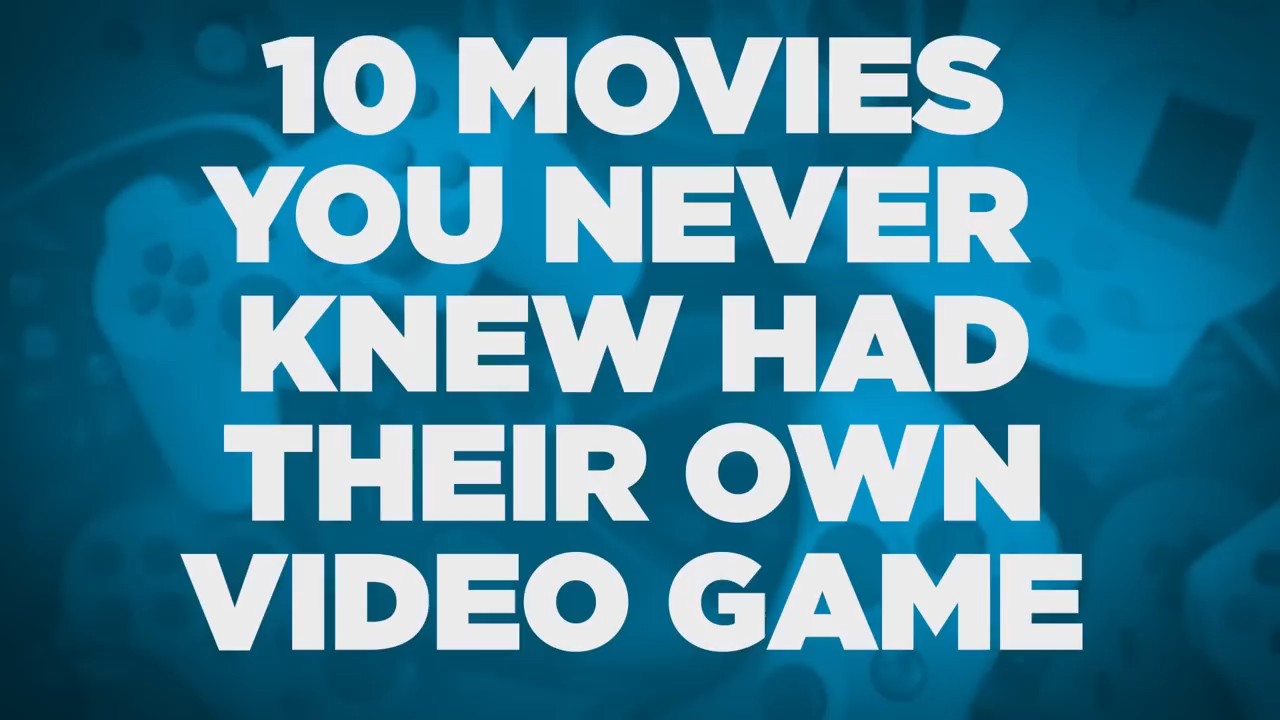 10 MOVIES
YOU NEVER
KNEW HAD
THEIR OWN
VIDEO GAME